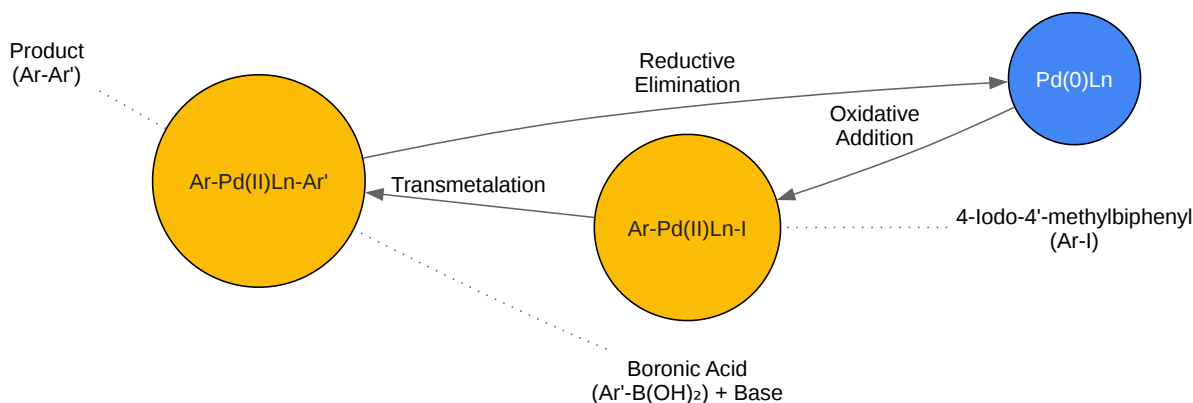 Product
(Ar-Ar')
Reductive
Elimination
Pd(0)Ln
Oxidative
Addition
Ar-Pd(II)Ln-Ar'
Transmetalation
Ar-Pd(II)Ln-I
4-Iodo-4'-methylbiphenyl
(Ar-I)
Boronic Acid
(Ar'-B(OH)₂) + Base